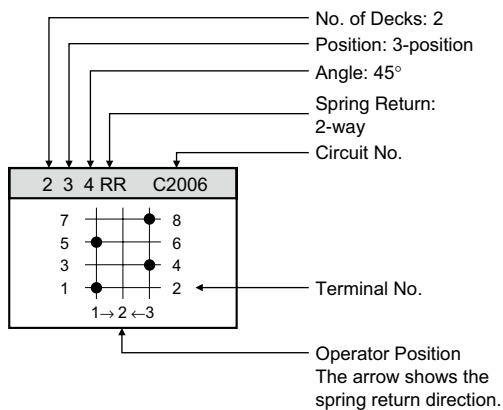 No. of Decks: 2
Position: 3-position
Angle: 45°
Spring Return:
2-way
Circuit No.
2 3 4 RR C2006
7 8
5 6
3 4
1 2
1→ 2 ←3
Terminal No.
Operator Position
The arrow shows the
spring return direction.